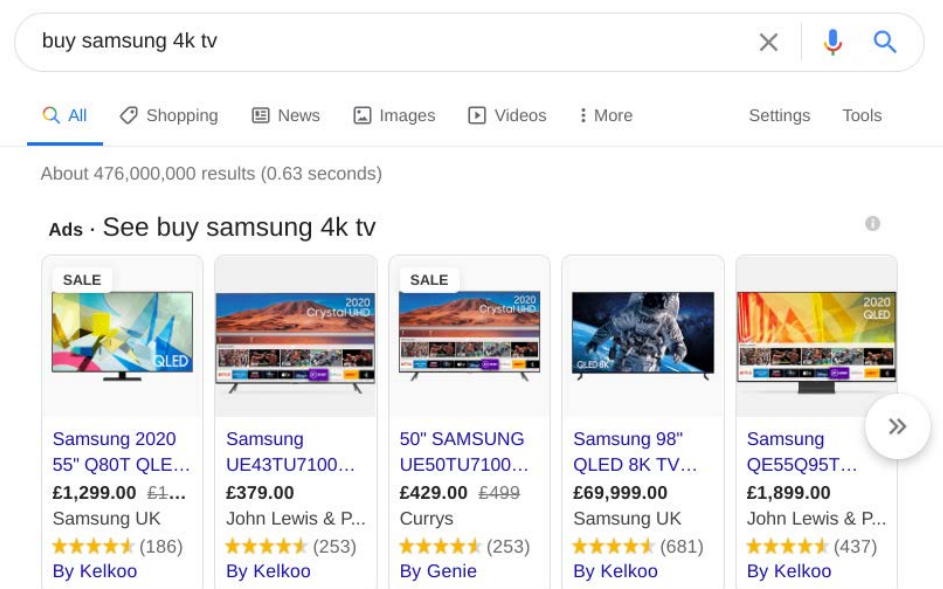 buy samsung 4k tv
All Shopping News Images Videos More Settings Tools
About 476,000,000 results (0.63 seconds)
Ads · See buy samsung 4k tv
SALE
QLED
Samsung 2020
55" Q80T QLE...
£1,299.00 £1...
Samsung UK
(186)
By Kelkoo
2020
Crystal UHD
Samsung
UE43TU7100...
£379.00
John Lewis & P...
(253)
By Kelkoo
SALE
2020
Crystal UHD
50" SAMSUNG
UE50TU7100...
£429.00 £499
Currys
(253)
By Genie
QLED 8K
Samsung 98"
QLED 8K TV...
£69,999.00
Samsung UK
(681)
By Kelkoo
2020
QLED
Samsung
QE55Q95T...
£1,899.00
John Lewis & P...
(437)
By Kelkoo